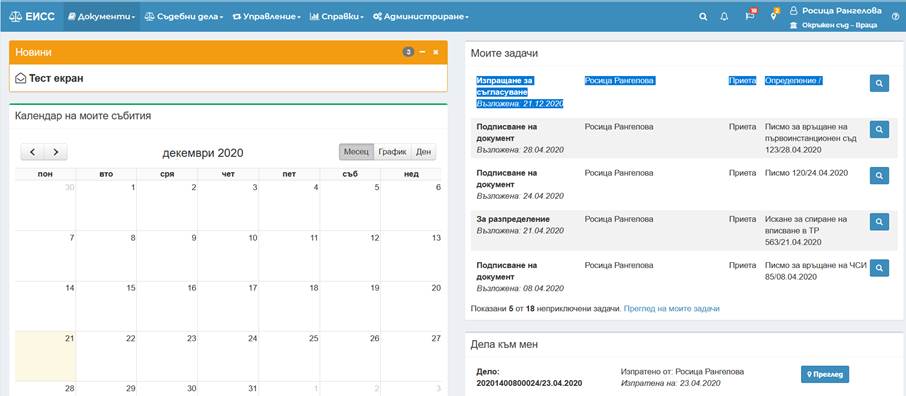 ЕИСС Документи Съдебни дела Управление Справки Администриране
Росица Рангелова
Окръжен съд – Враца
Новини 3
Тест екран
Календар на моите събития
декември 2020
Месец График Ден
пон вто сря чет пет съб нед
30 1 2 3 4 5 6
7 8 9 10 11 12 13
14 15 16 17 18 19 20
21 22 23 24 25 26 27
28 29 30 31 1 2 3
Моите задачи
Изпращане за Росица Рангелова Приета Определение /
съгласуване
Възложена: 21.12.2020
Подписване на Росица Рангелова Приета Писмо за връщане на
документ първоинстанционен съд
Възложена: 28.04.2020 123/28.04.2020
Подписване на Росица Рангелова Приета Писмо 120/24.04.2020
документ
Възложена: 24.04.2020
За разпределение Росица Рангелова Приета Искане за спиране на
Възложена: 21.04.2020 вписване в ТР
563/21.04.2020
Подписване на Росица Рангелова Приета Писмо за връщане на ЧСИ
документ 85/08.04.2020
Възложена: 08.04.2020
Показани 5 от 18 неприключени задачи. Преглед на моите задачи
Дела към мен
Дело: Изпратено от: Росица Рангелова Преглед
20201400800024/23.04.2020 Изпратена на: 23.04.2020